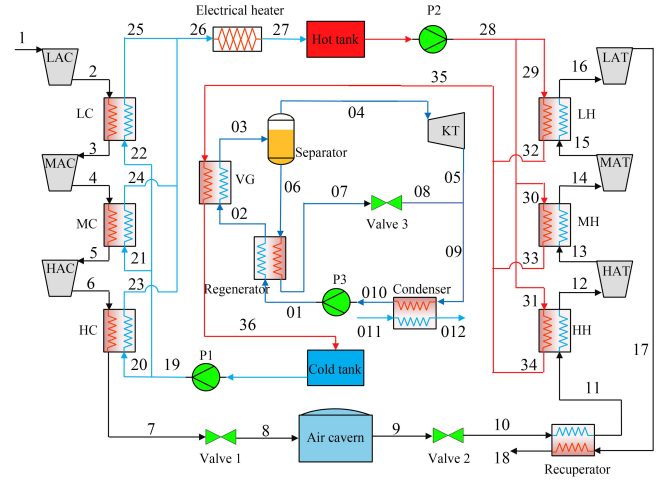 Electrical heater
P2
1
25
26
27
Hot tank
28
LAC
LAT
2
35
29
16
LC
04
LH
03
KT
3
22
Separator
32
15
MAC
24
VG
06
05
MAT
4
07
08
30
14
02
MC
Valve 3
MH
5
21
09
33
13
HAC
Regenerator
P3
010
Condenser
HAT
6
23
01
31
12
011
012
HC
36
HH
17
20
19
P1
Cold tank
34
11
7
8
Air cavern
9
10
Valve 1
Valve 2
18
Recuperator